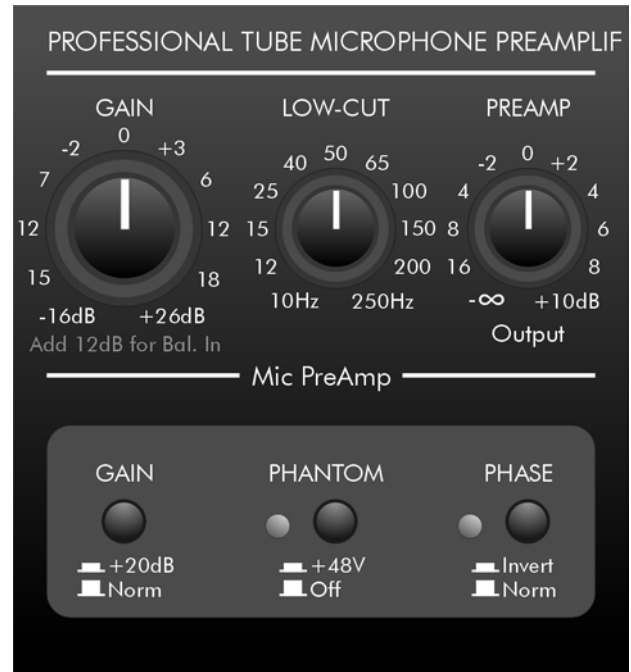 PROFESSIONAL TUBE MICROPHONE PREAMPLIF
GAIN LOW-CUT PREAMP
-2 0 +3 40 50 65 -2 0 +2
7 6 25 100 4 4
12 12 15 150 8 6
15 18 12 200 16 8
-16dB +26dB 10Hz 250Hz -∞ +10dB
Add 12dB for Bal. In Output
Mic PreAmp
GAIN PHANTOM PHASE
+20dB +48V Invert
Norm Off Norm